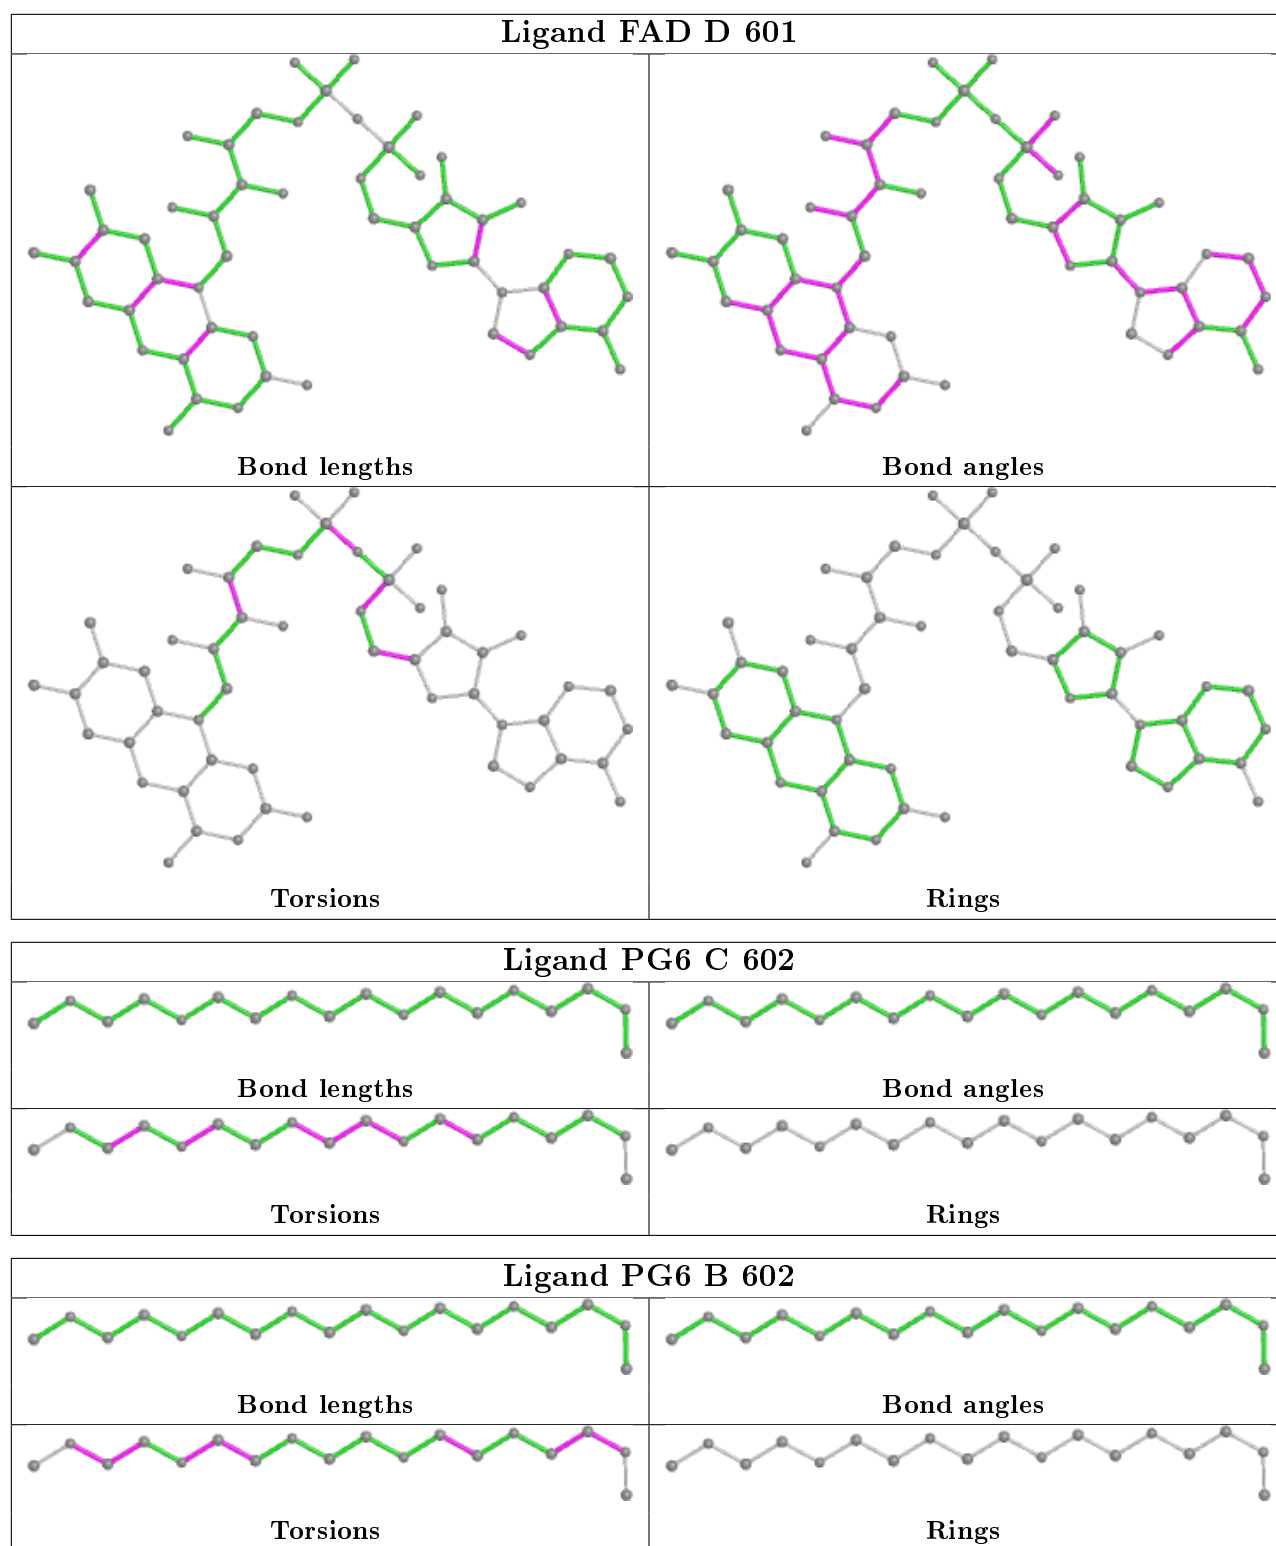 Ligand FAD D 601
Bond lengths
Bond angles
Torsions
Rings
Ligand PG6 C 602
Bond lengths
Bond angles
Torsions
Rings
Ligand PG6 B 602
Bond lengths
Bond angles
Torsions
Rings